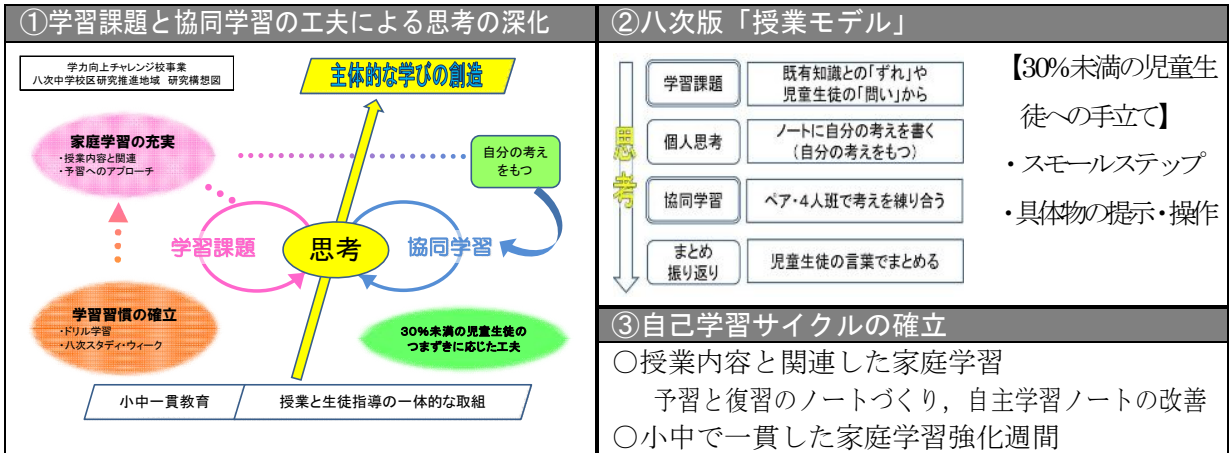 ①学習課題と協同学習の工夫による思考の深化
学力向上チャレンジ校事業
八次中学校区研究推進地域 研究構想図
主体的な学びの創造
家庭学習の充実
・授業内容と関連
・予習へのアプローチ
自分の考え
をもつ
学習課題
思考
協同学習
学習習慣の確立
・ドリル学習
・八次スタディ・ウィーク
30%未満の児童生徒の
つまずきに応じた工夫
小中一貫教育
授業と生徒指導の一体的な取組
②八次版「授業モデル」
思考
学習課題
既有知識との「ずれ」や
児童生徒の「問い」から
個人思考
ノートに自分の考えを書く
(自分の考えをもつ)
協同学習
ペア・4人班で考えを練り合う
まとめ
振り返り
児童生徒の言葉でまとめる
【30%未満の児童生
徒への手立て】
・スモールステップ
・具体物の提示・操作
③自己学習サイクルの確立
○授業内容と関連した家庭学習
予習と復習のノートづくり，自主学習ノートの改善
○小中で一貫した家庭学習強化週間